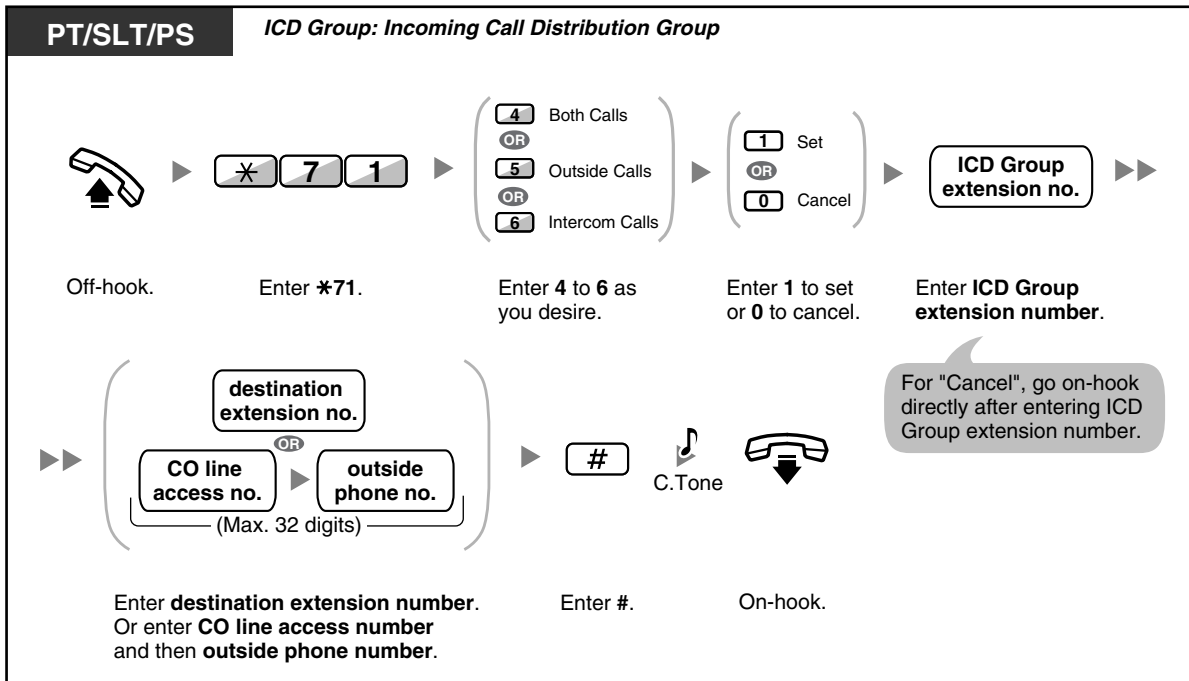 PT/SLT/PS
ICD Group: Incoming Call Distribution Group
4 Both Calls
OR
5 Outside Calls
OR
6 Intercom Calls
1 Set
OR
0 Cancel
✳ 7 1
ICD Group
extension no.
Off-hook.
Enter ✳71.
Enter 4 to 6 as
you desire.
Enter 1 to set
or 0 to cancel.
Enter ICD Group
extension number.
For "Cancel", go on-hook
directly after entering ICD
Group extension number.
destination
extension no.
OR
CO line
access no.
outside
phone no.
(Max. 32 digits)
#
C.Tone
Enter destination extension number.
Or enter CO line access number
and then outside phone number.
Enter #.
On-hook.